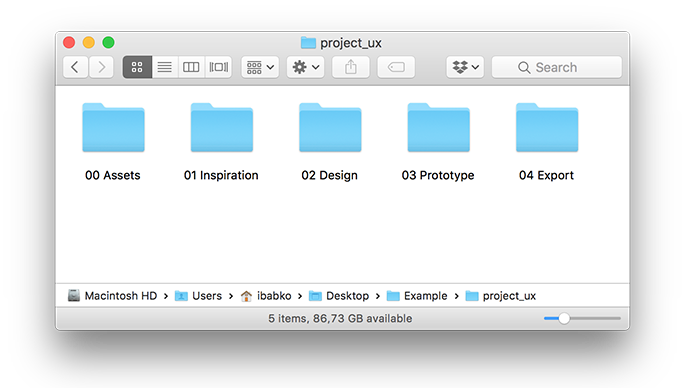 project_ux
Search
00 Assets 01 Inspiration 02 Design 03 Prototype 04 Export
Macintosh HD › Users › ibabko › Desktop › Example › project_ux
5 items, 86,73 GB available